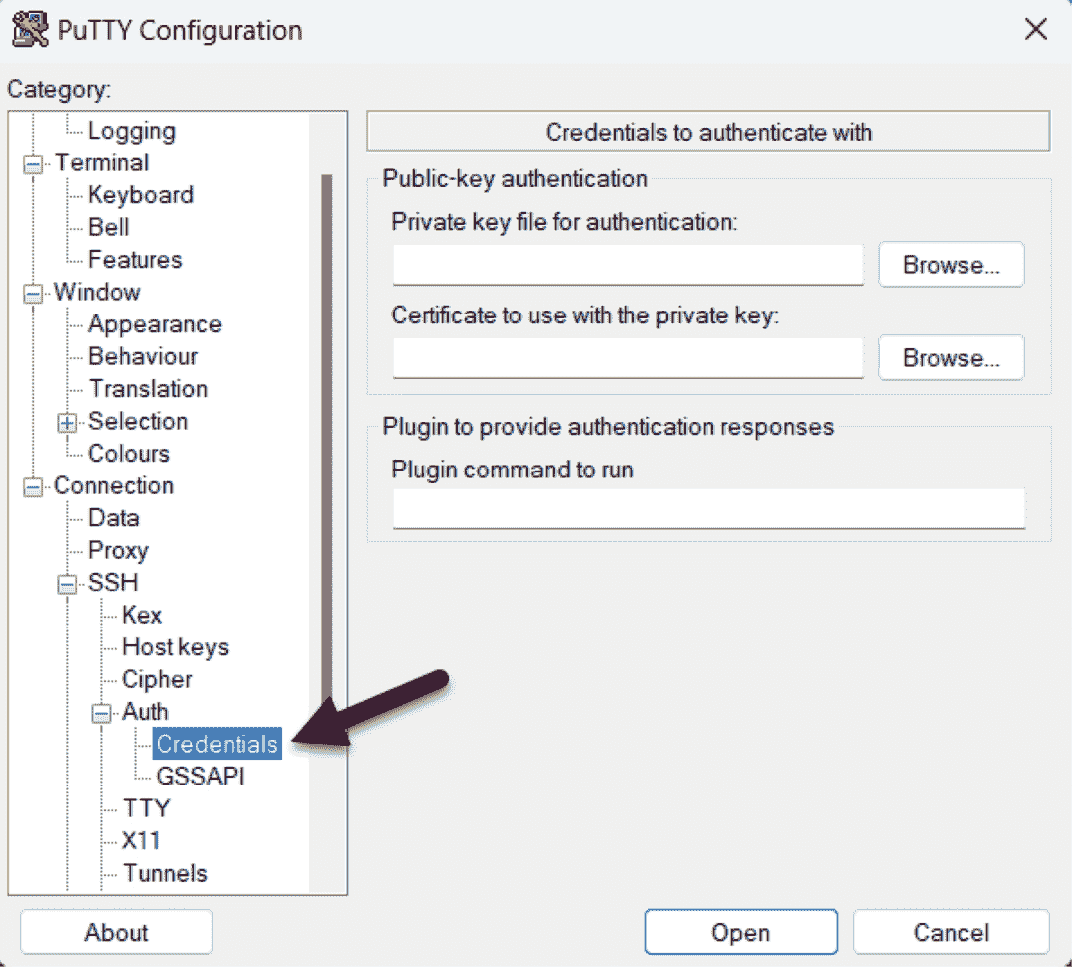 PuTTY Configuration
Category:
Logging
Terminal
Keyboard
Bell
Features
Window
Appearance
Behaviour
Translation
Selection
Colours
Connection
Data
Proxy
SSH
Kex
Host keys
Cipher
Auth
Credentials
GSSAPI
TTY
X11
Tunnels
Credentials to authenticate with
Public-key authentication
Private key file for authentication:
Browse...
Certificate to use with the private key:
Browse...
Plugin to provide authentication responses
Plugin command to run
About
Open
Cancel